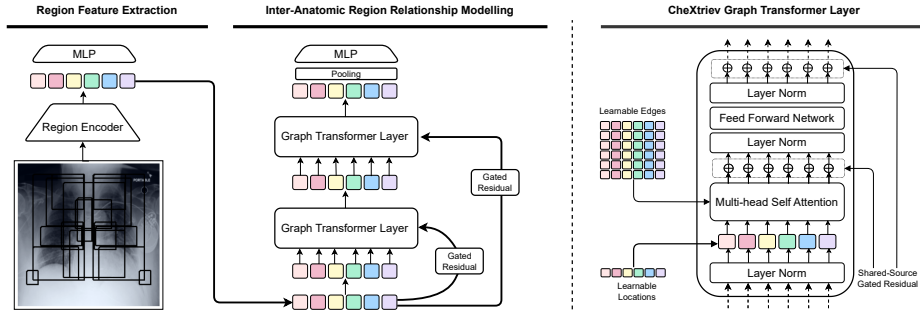 Region Feature Extraction
MLP
Region Encoder
Inter-Anatomic Region Relationship Modelling
MLP
Pooling
Graph Transformer Layer
Gated
Residual
Graph Transformer Layer
Gated
Residual
CheXtriev Graph Transformer Layer
Layer Norm
Feed Forward Network
Layer Norm
Learnable Edges
Multi-head Self Attention
Layer Norm
Learnable
Locations
Shared-Source
Gated Residual